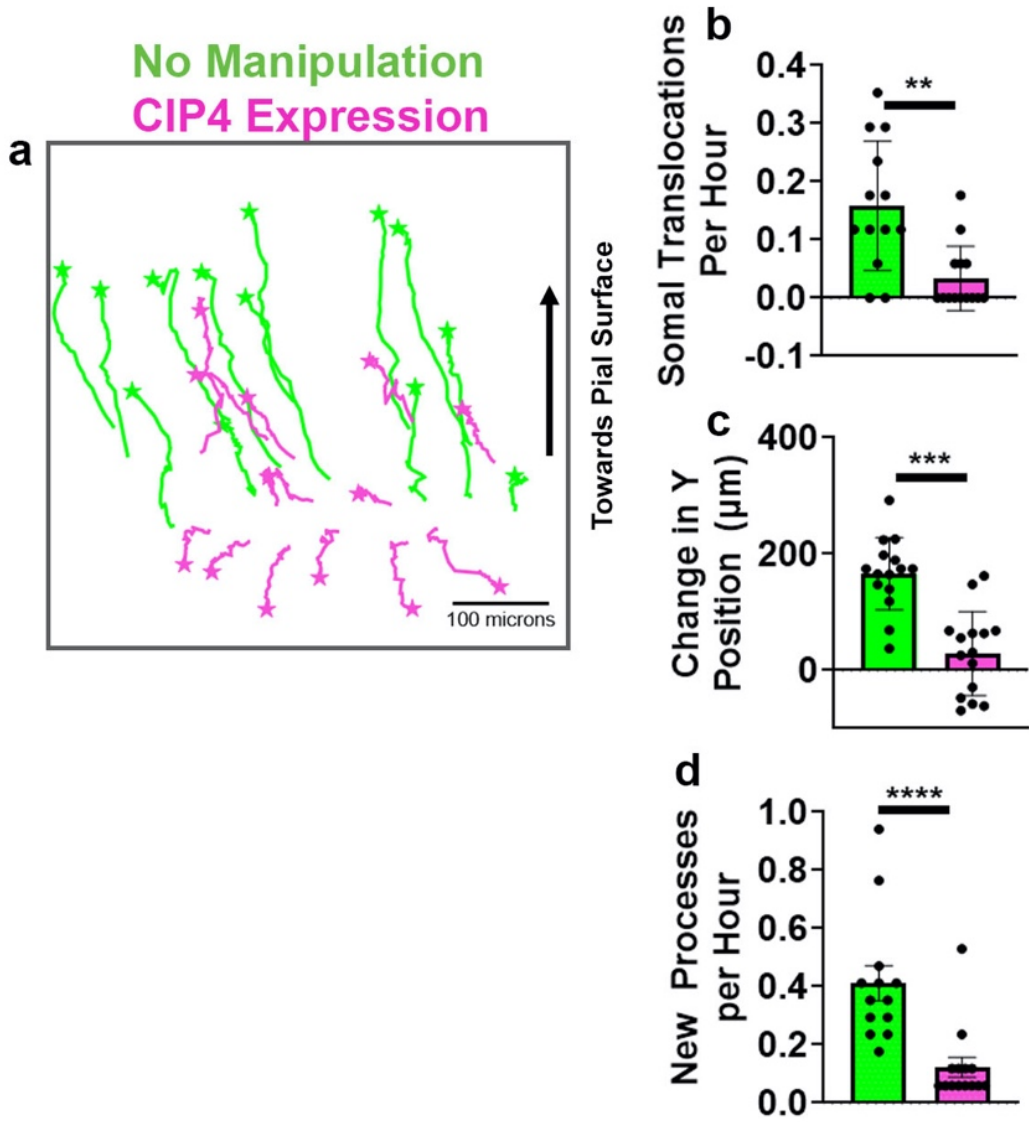 No Manipulation
CIP4 Expression
a
Towards Pial Surface
100 microns
b
Somal Translocations
Per Hour
0.4
0.3
0.2
0.1
0.0
-0.1
**
c
Change in Y
Position (µm)
400
200
0
***
d
New Processes
per Hour
1.0
0.8
0.6
0.4
0.2
0.0
****